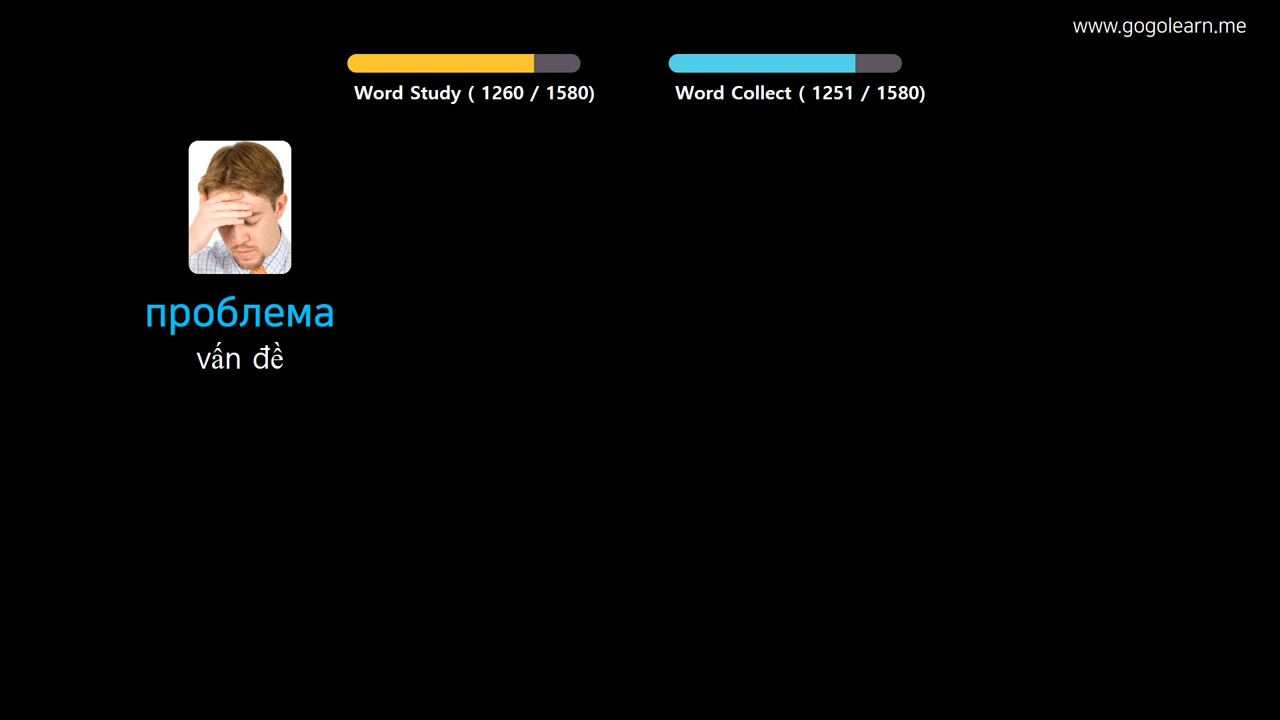 www.gogolearn.me
Word Study ( 1260 / 1580)
Word Collect ( 1251 / 1580)
проблема
vấn đề